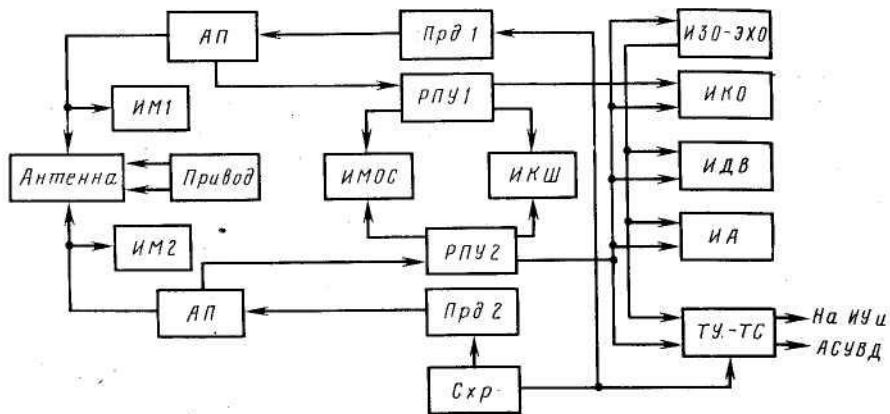 АП
Прд 1
ИЗО-ЭХО
ИМ1
РПУ1
ИКО
Антенна
Привод
ИМОС
ИКШ
ИДВ
ИМ2
РПУ2
ИА
АП
Прд 2
ТУ.-ТС
На ИУ и
АСУВД
Схр